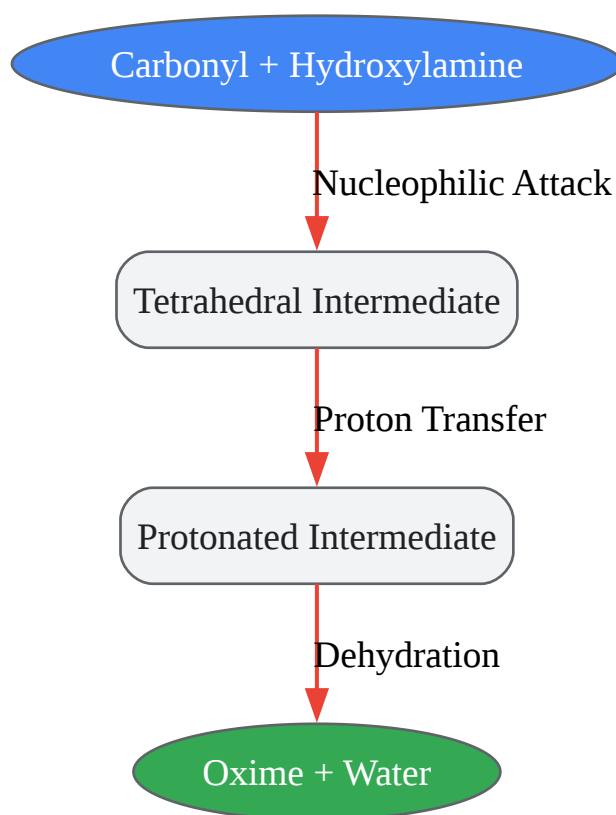 Carbonyl + Hydroxylamine
Nucleophilic Attack
Tetrahedral Intermediate
Proton Transfer
Protonated Intermediate
Dehydration
Oxime + Water